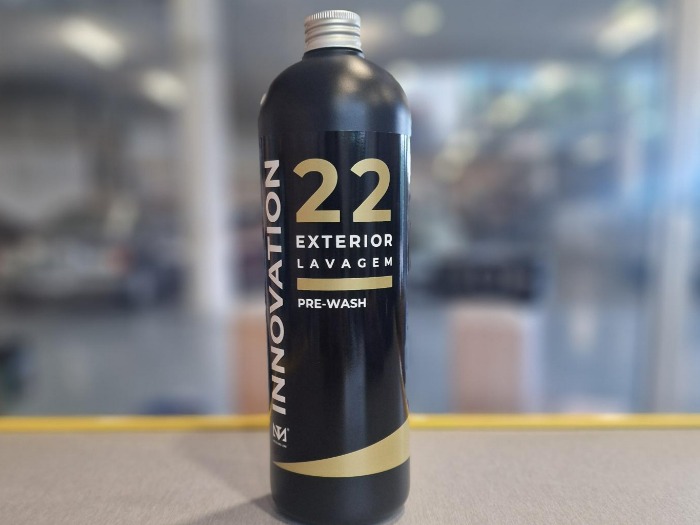 INNOVATION
22
EXTERIOR
LAVAGEM
PRE-WASH